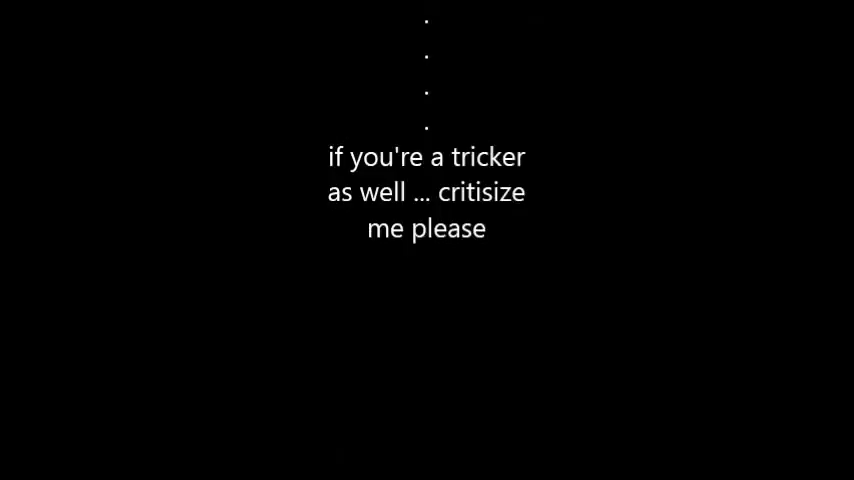 .
.
.
.
if you're a tricker
as well ... critisize
me please